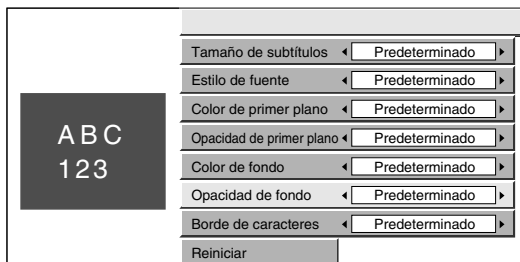 ABC
123
Tamaño de subtítulos Predeterminado
Estilo de fuente Predeterminado
Color de primer plano Predeterminado
Opacidad de primer plano Predeterminado
Color de fondo Predeterminado
Opacidad de fondo Predeterminado
Borde de caracteres Predeterminado
Reiniciar